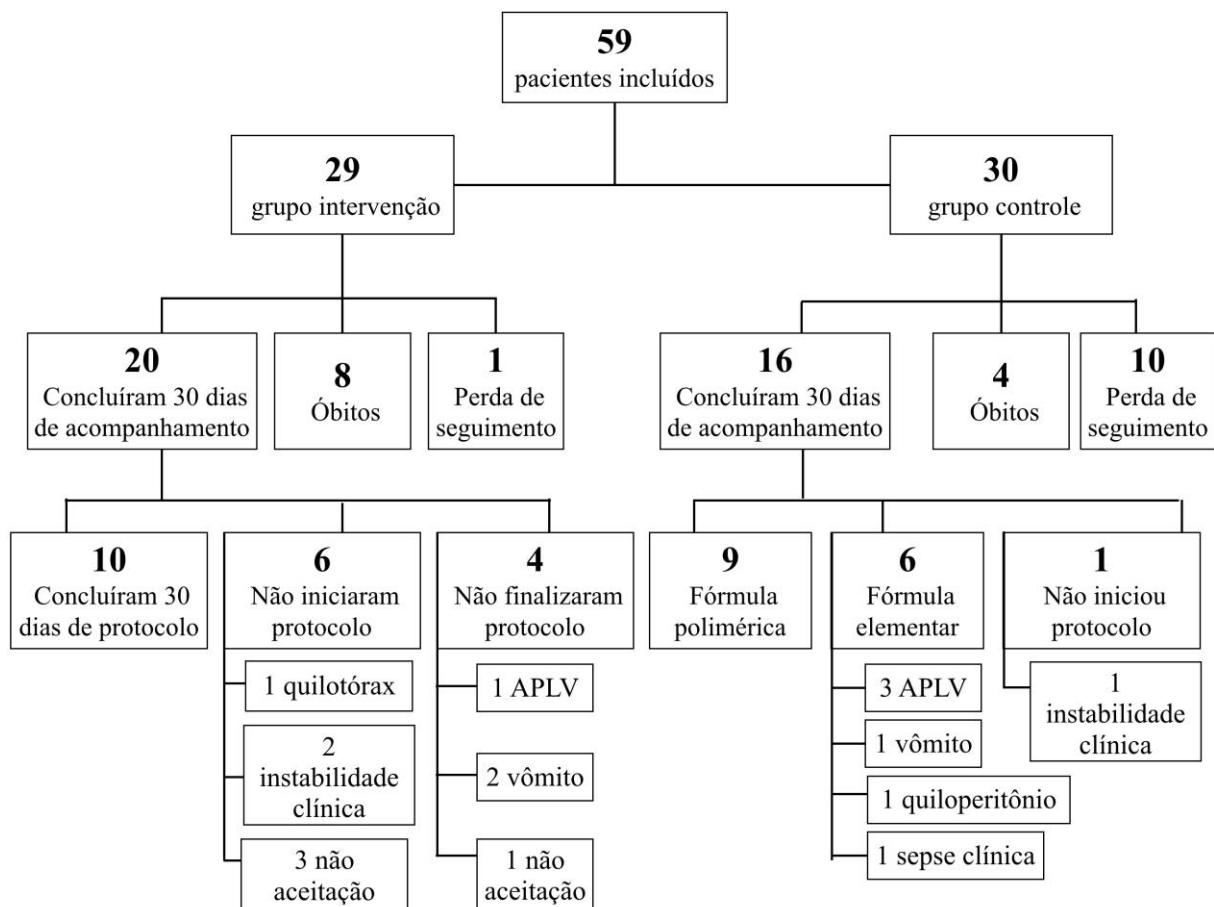 59
pacientes incluídos
29
grupo intervenção
30
grupo controle
20
Concluíram 30 dias
de acompanhamento
8
Óbitos
1
Perda de
seguimento
16
Concluíram 30 dias
de acompanhamento
4
Óbitos
10
Perda de
seguimento
10
Concluíram 30
dias de protocolo
6
Não iniciaram
protocolo
4
Não finalizaram
protocolo
9
Fórmula
polimérica
6
Fórmula
elementar
1
Não iniciou
protocolo
1 quilotórax
2
instabilidade
clínica
3 não
aceitação
1 APLV
2 vômito
1 não
aceitação
3 APLV
1 vômito
1 quiloperitônio
1 sepse clínica
1
instabilidade
clínica